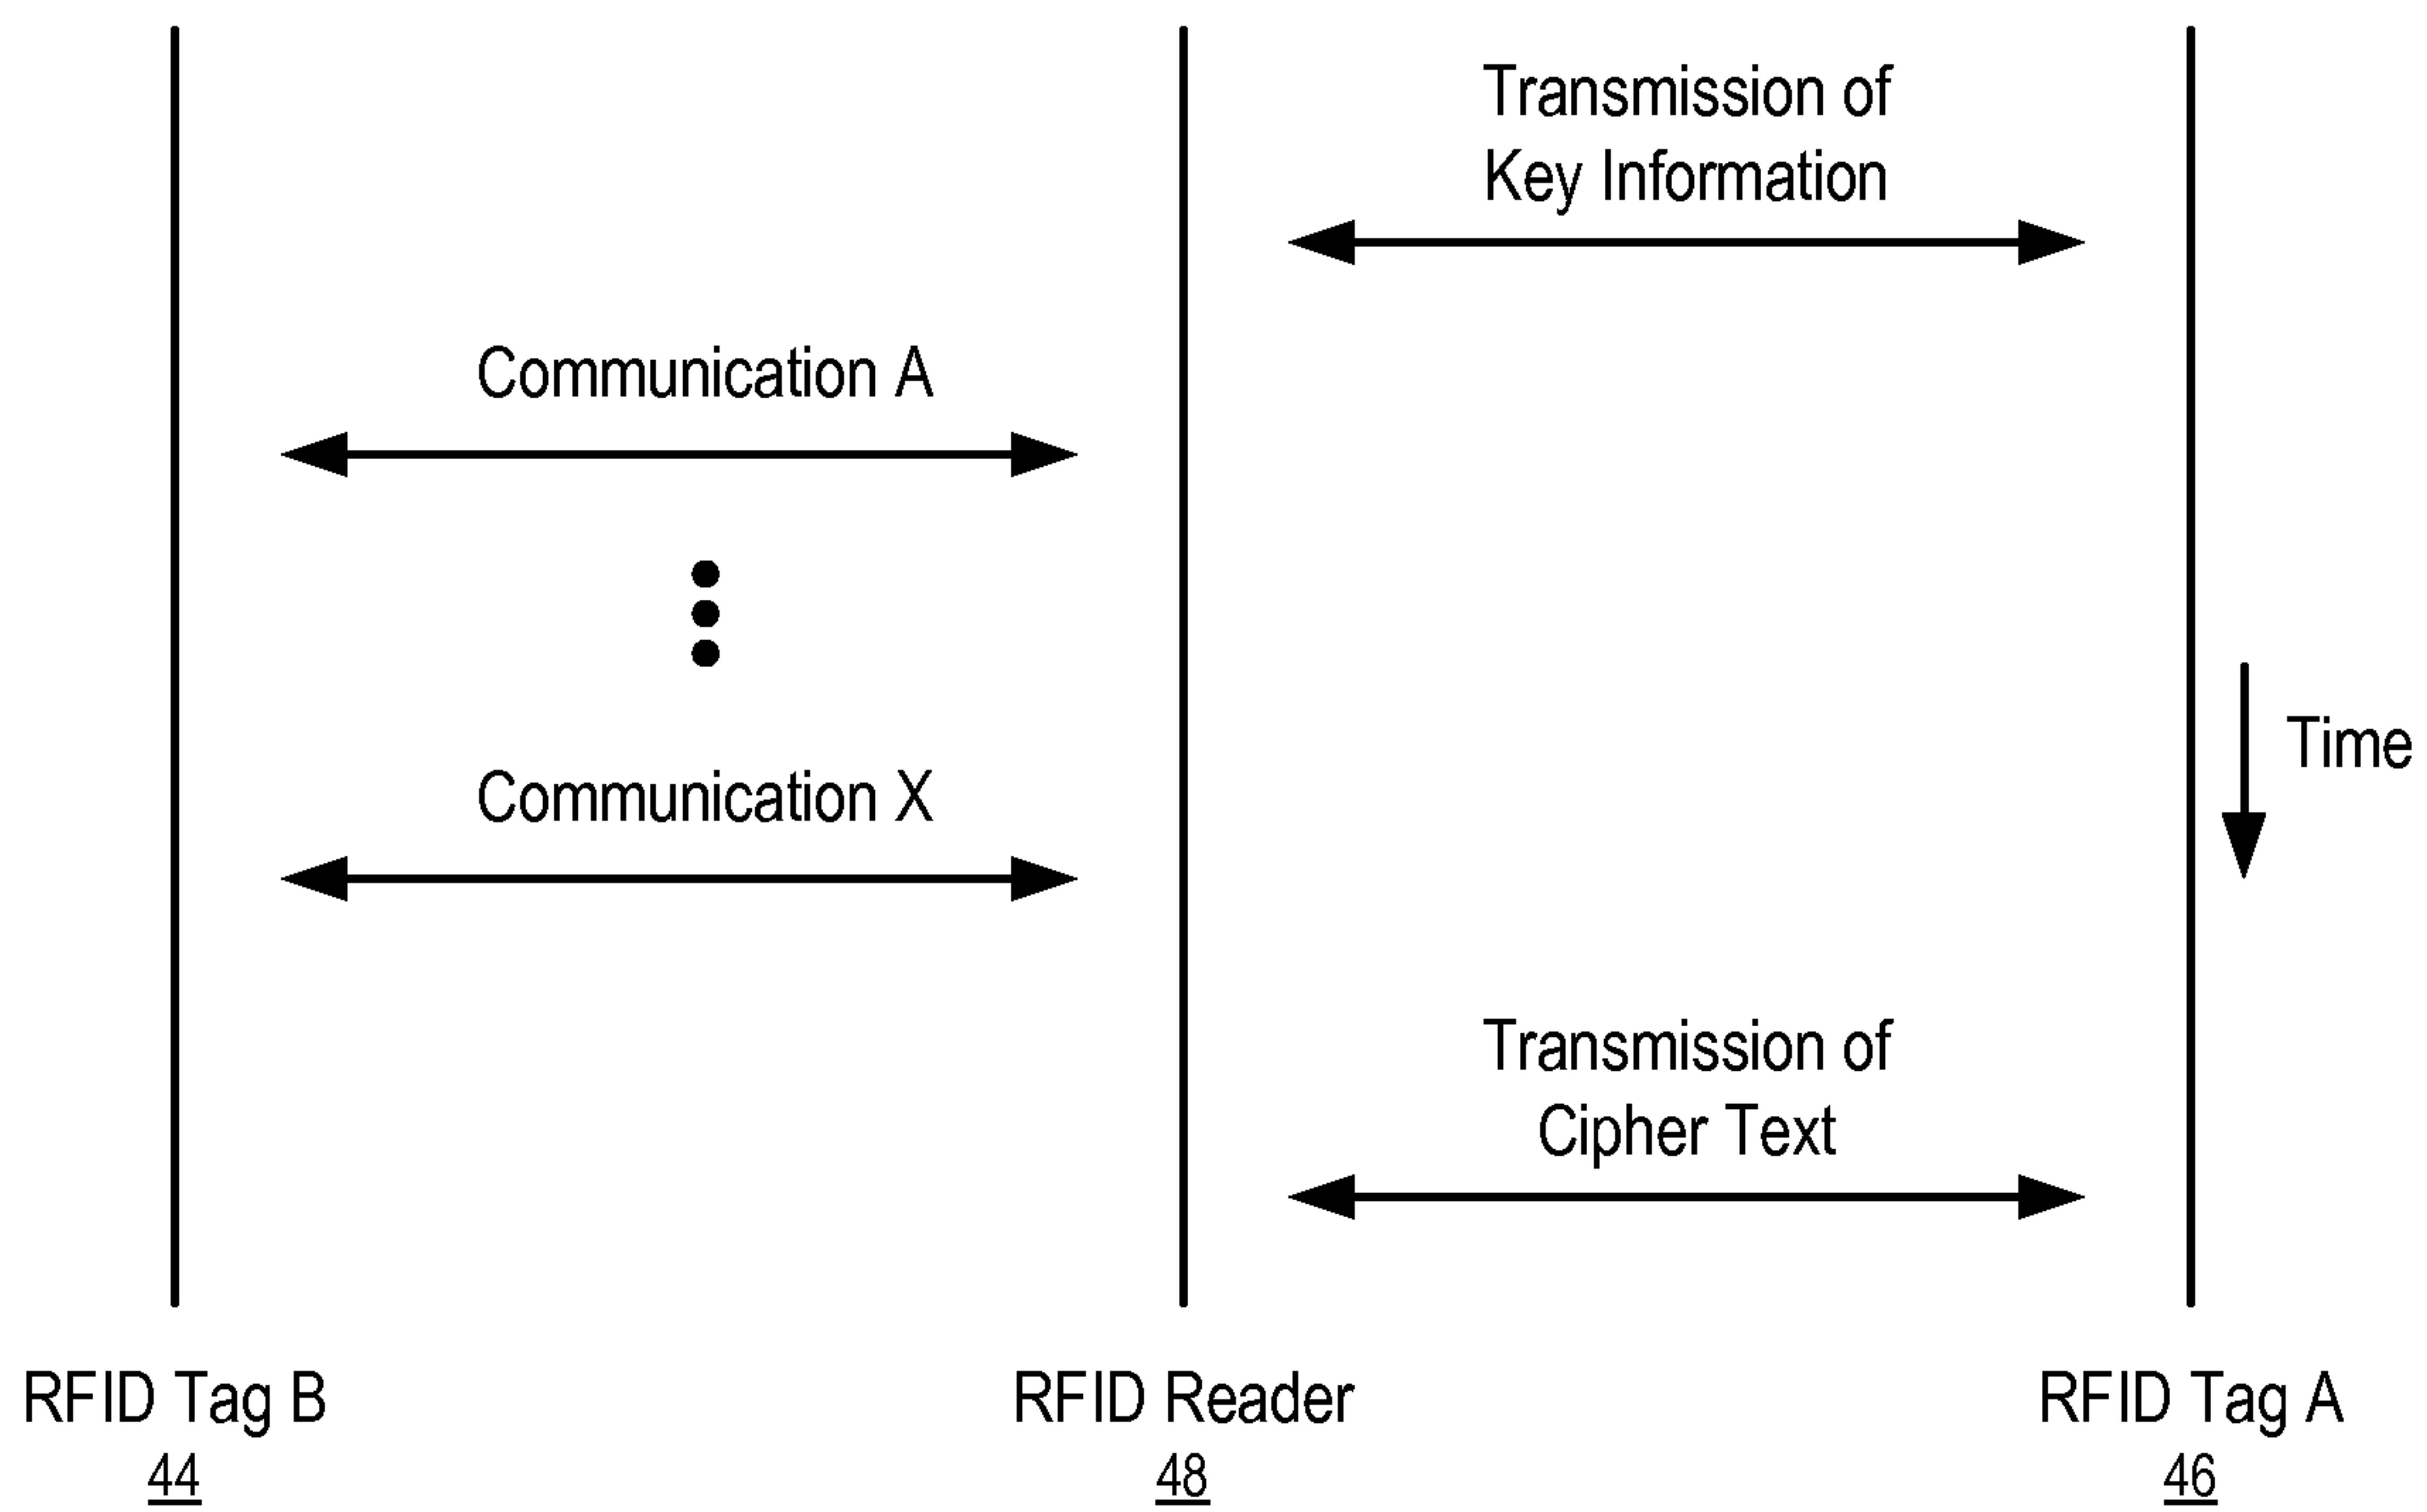 Transmission of
Key Information
Communication A
Communication X
Time
Transmission of
Cipher Text
RFID Tag B
44
RFID Reader
48
RFID Tag A
46